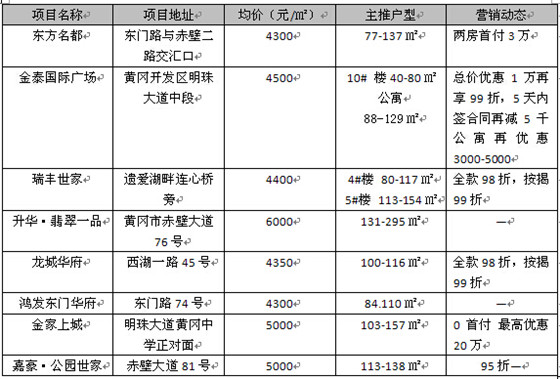 项目名称 项目地址 均价（元/㎡） 主推户型 营销动态
东方名都 东门路与赤壁二 4300 77-137 ㎡ 两房首付 3 万
路交汇口
金泰国际广场 黄冈开发区明珠 4500 10# 楼 40-80 ㎡ 总价优惠 1 万再
大道中段 公寓 享 99 折，5 天内
88-129 ㎡ 签合同再减 5 千
公寓再优惠
3000-5000
瑞丰世家 遗爱湖畔连心桥 4400 4#楼 80-117 ㎡ 全款 98 折，按揭
旁 5#楼 113-154 ㎡ 99 折
升华·翡翠一品 黄冈市赤壁大道 6000 131-295 ㎡ —
76 号
龙城华府 西湖一路 45 号 4350 100-116 ㎡ 全款 98 折，按揭
99 折
鸿发东门华府 东门路 74 号 4300 84.110 ㎡ —
金家上城 明珠大道黄冈中 5000 103-157 ㎡ 0 首付 最高优惠
学正对面 20 万
嘉豪·公园世家 赤壁大道 81 号 5000 113-138 ㎡ 95 折—